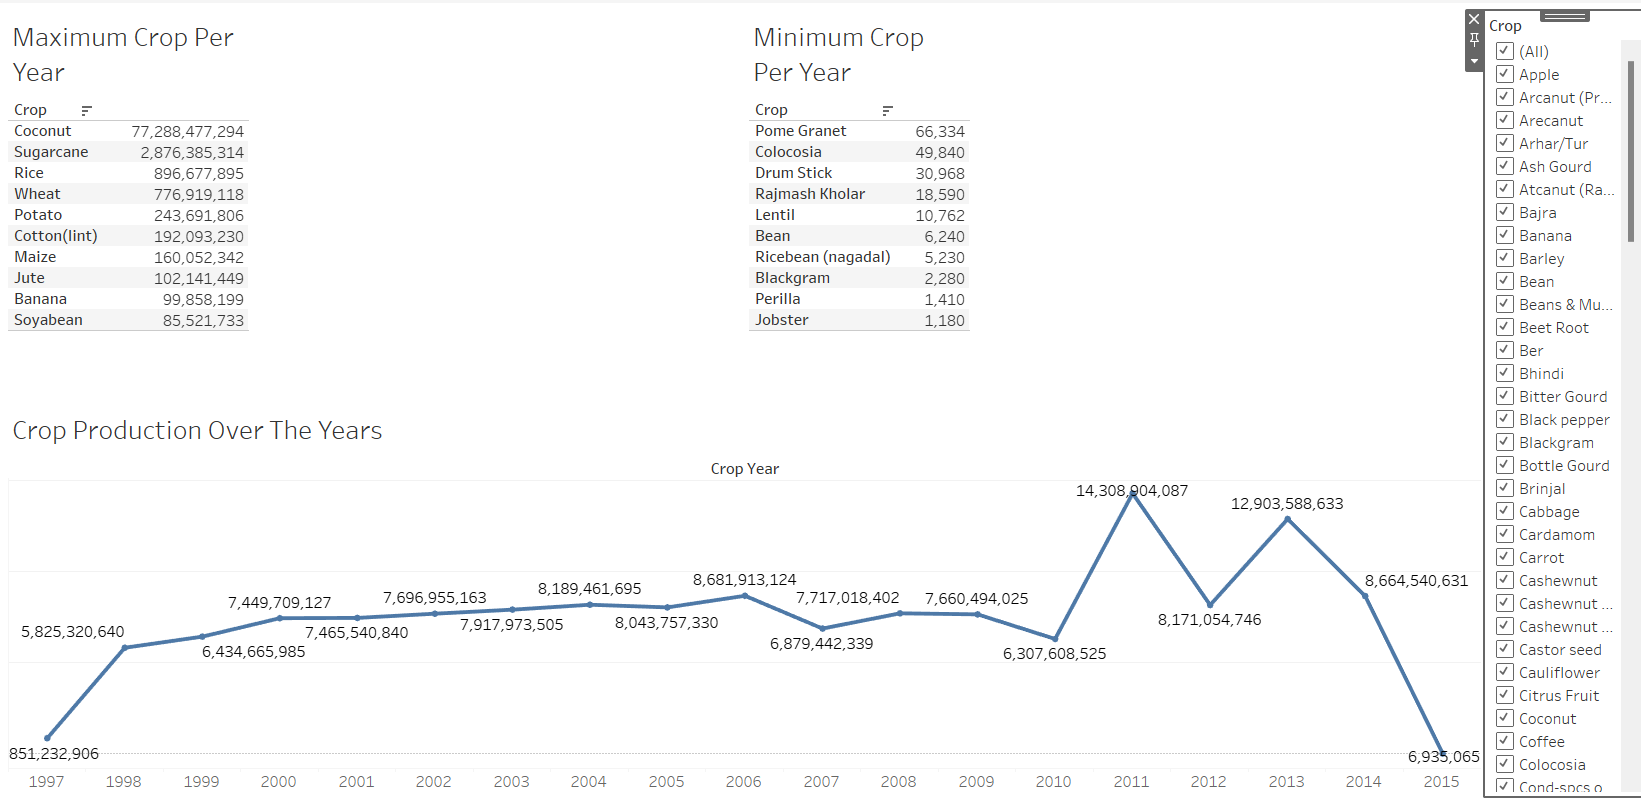 Maximum Crop Per
Year
Crop
Coconut 77,288,477,294
Sugarcane 2,876,385,314
Rice 896,677,895
Wheat 776,919,118
Potato 243,691,806
Cotton(lint) 192,093,230
Maize 160,052,342
Jute 102,141,449
Banana 99,858,199
Soyabean 85,521,733
Minimum Crop
Per Year
Crop
Pome Granet 66,334
Colocosia 49,840
Drum Stick 30,968
Rajmash Kholar 18,590
Lentil 10,762
Bean 6,240
Ricebean (nagadal) 5,230
Blackgram 2,280
Perilla 1,410
Jobster 1,180
Crop Production Over The Years
Crop Year
851,232,906
5,825,320,640
6,434,665,985
7,449,709,127
7,465,540,840
7,696,955,163
7,917,973,505
8,189,461,695
8,043,757,330
8,681,913,124
6,879,442,339
7,717,018,402
7,660,494,025
6,307,608,525
14,308,904,087
8,171,054,746
12,903,588,633
8,664,540,631
6,935,065
1997 1998 1999 2000 2001 2002 2003 2004 2005 2006 2007 2008 2009 2010 2011 2012 2013 2014 2015
Crop
(All)
Apple
Arcanut (Pr...
Arecanut
Arhar/Tur
Ash Gourd
Atcanut (Ra...
Bajra
Banana
Barley
Bean
Beans & Mu...
Beet Root
Ber
Bhindi
Bitter Gourd
Black pepper
Blackgram
Bottle Gourd
Brinjal
Cabbage
Cardamom
Carrot
Cashewnut
Cashewnut ...
Cashewnut ...
Castor seed
Cauliflower
Citrus Fruit
Coconut
Coffee
Colocosia
Cond-spcs o